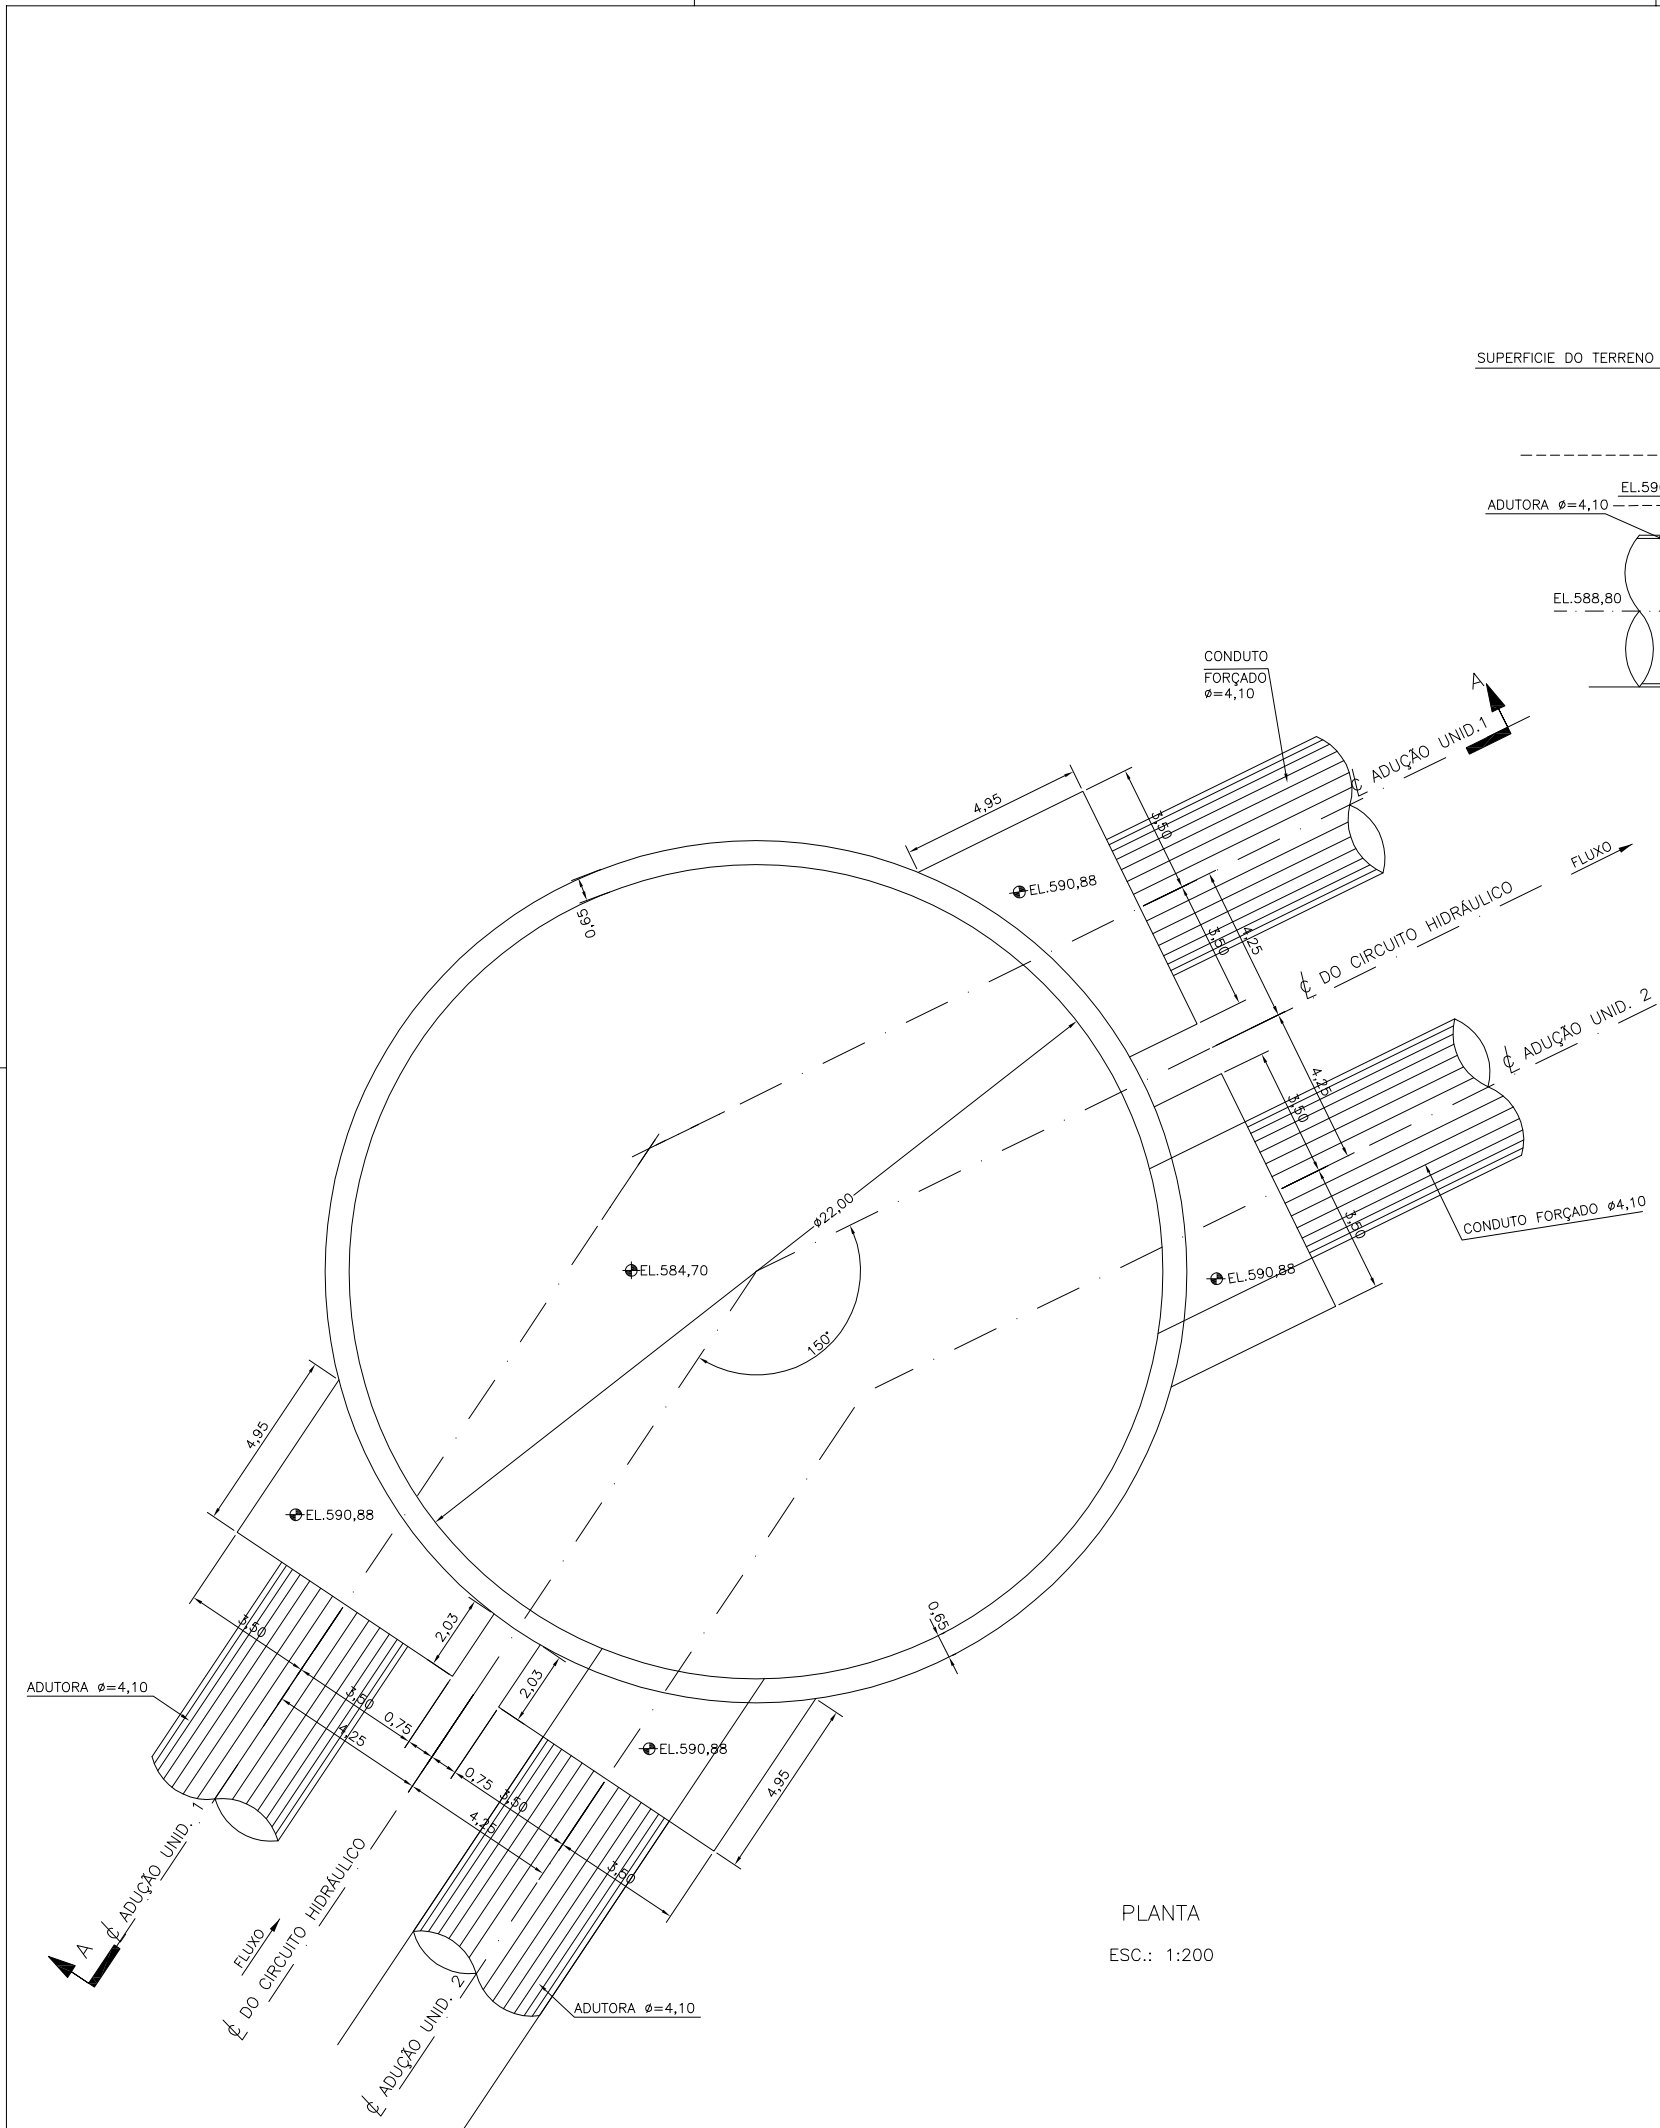 SUPERFICIE DO TERRENO
EL.590
ADUTORA ø=4,10
EL.588,80
CONDUTO
FORÇADO
ø=4,10
A
℄ ADUÇÃO UNID.1
4,95
3,50
FLUXO
EL.590,88
℄ DO CIRCUITO HIDRÁULICO
0,65
3,50
4,25
℄ ADUÇÃO UNID. 2
4,25
3,50
ø22,00
3,50
CONDUTO FORÇADO ø4,10
EL.584,70
EL.590,88
150°
4,95
EL.590,88
3,50
2,03
0,65
ADUTORA ø=4,10
2,03
3,50
0,75
4,25
EL.590,88
0,75
3,50
4,95
4,25
3,50
℄ ADUÇÃO UNID. 1
℄ DO CIRCUITO HIDRÁULICO
FLUXO
A
℄ ADUÇÃO UNID. 2
ADUTORA ø=4,10
PLANTA
ESC.: 1:200